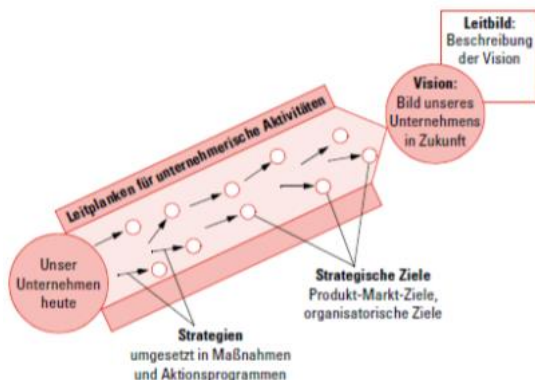 Leitbild:
Beschreibung
der Vision
Vision:
Bild unseres
Unternehmens
in Zukunft
Leitplanken für unternehmerische Aktivitäten
Unser
Unternehmen
heute
Strategische Ziele
Produkt-Markt-Ziele,
organisatorische Ziele
Strategien
umgesetzt in Maßnahmen
und Aktionsprogrammen